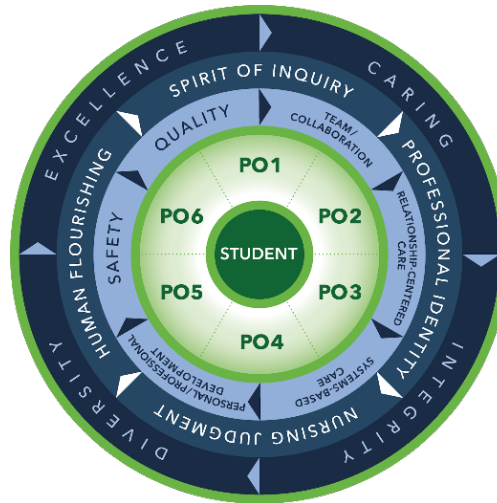 EXCELLENCE
CARING
INTEGRITY
DIVERSITY
SPIRIT OF INQUIRY
PROFESSIONAL IDENTITY
NURSING JUDGMENT
HUMAN FLOURISHING
QUALITY
TEAM/
COLLABORATION
RELATIONSHIP-CENTERED
CARE
SYSTEMS-BASED
CARE
PERSONAL/PROFESSIONAL
DEVELOPMENT
SAFETY
PO1
PO2
PO3
PO4
PO5
PO6
STUDENT